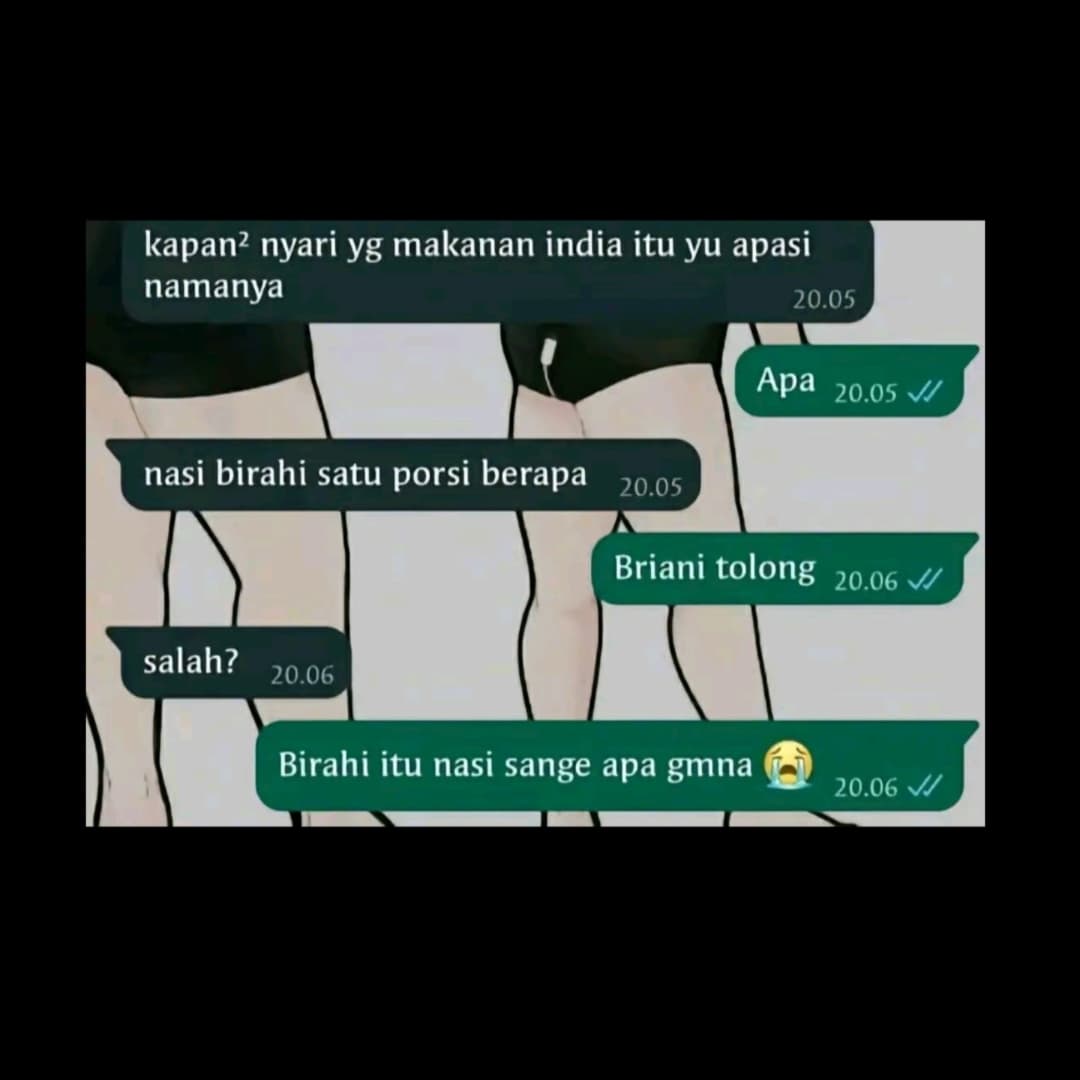 kapan² nyari yg makanan india itu yu apasi
namanya
20.05
Apa 20.05
nasi birahi satu porsi berapa 20.05
Briani tolong 20.06
salah? 20.06
Birahi itu nasi sange apa gmna 😭 20.06